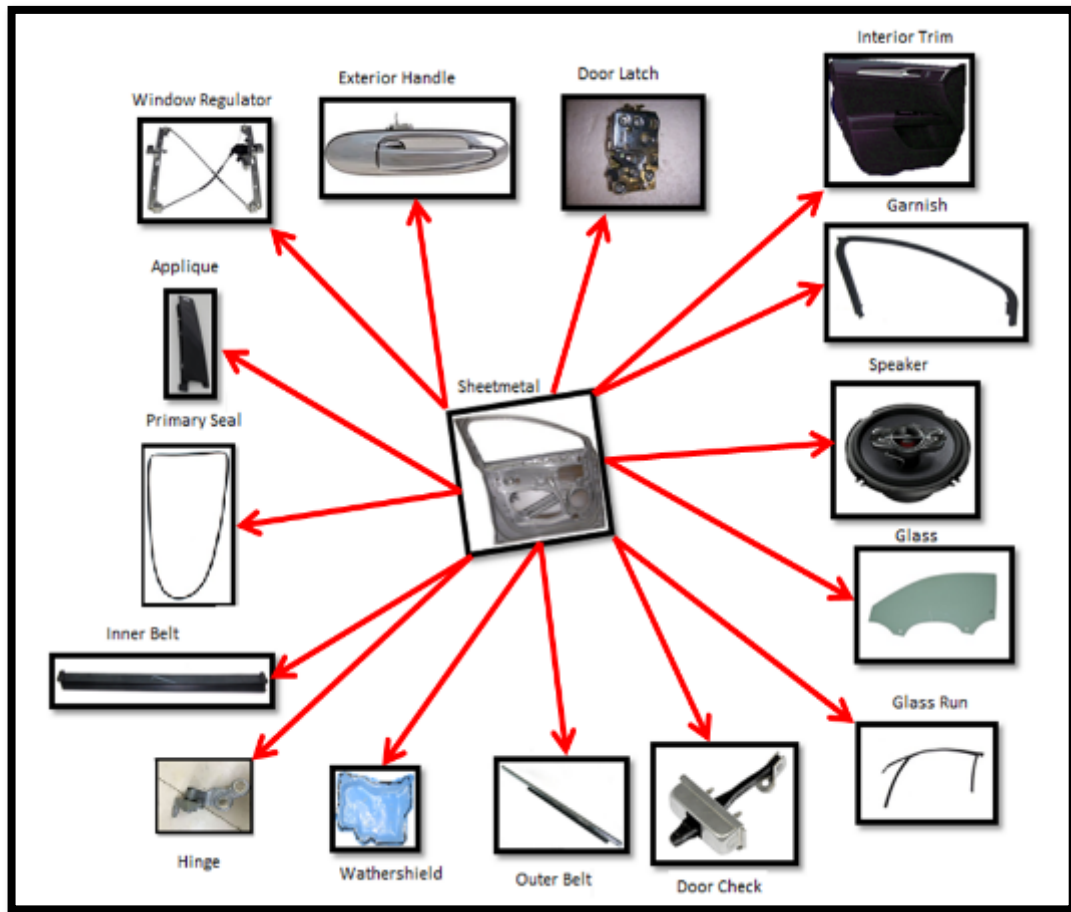 Interior Trim
Exterior Handle
Door Latch
Window Regulator
Garnish
Applique
Speaker
Sheetmetal
Primary Seal
Glass
Inner Belt
Glass Run
Hinge
Wathershield
Outer Belt
Door Check